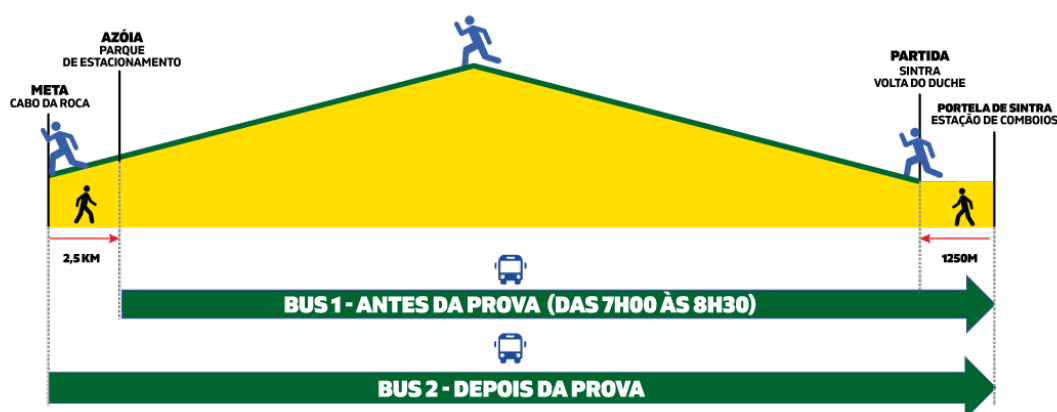 AZÓIA
PARQUE
DE ESTACIONAMENTO
META
CABO DA ROCA
PARTIDA
SINTRA
VOLTA DO DUCHE
PORTELA DE SINTRA
ESTAÇÃO DE COMBOIOS
2,5 KM
1250M
BUS 1 - ANTES DA PROVA (DAS 7H00 ÀS 8H30)
BUS 2 - DEPOIS DA PROVA